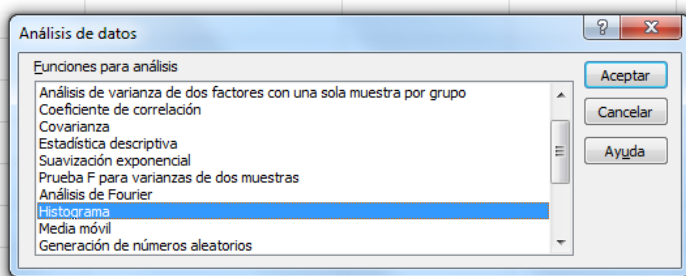 Análisis de datos
Funciones para análisis
Análisis de varianza de dos factores con una sola muestra por grupo
Coeficiente de correlación
Covarianza
Estadística descriptiva
Suavización exponencial
Prueba F para varianzas de dos muestras
Análisis de Fourier
Histograma
Media móvil
Generación de números aleatorios
Aceptar
Cancelar
Ayuda